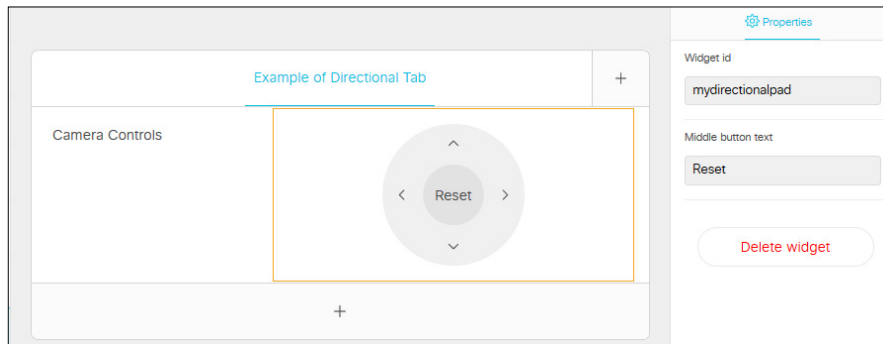 Properties
Example of Directional Tab
Widget id
mydirectionalpad
Camera Controls
Middle button text
Reset
Reset
Delete widget